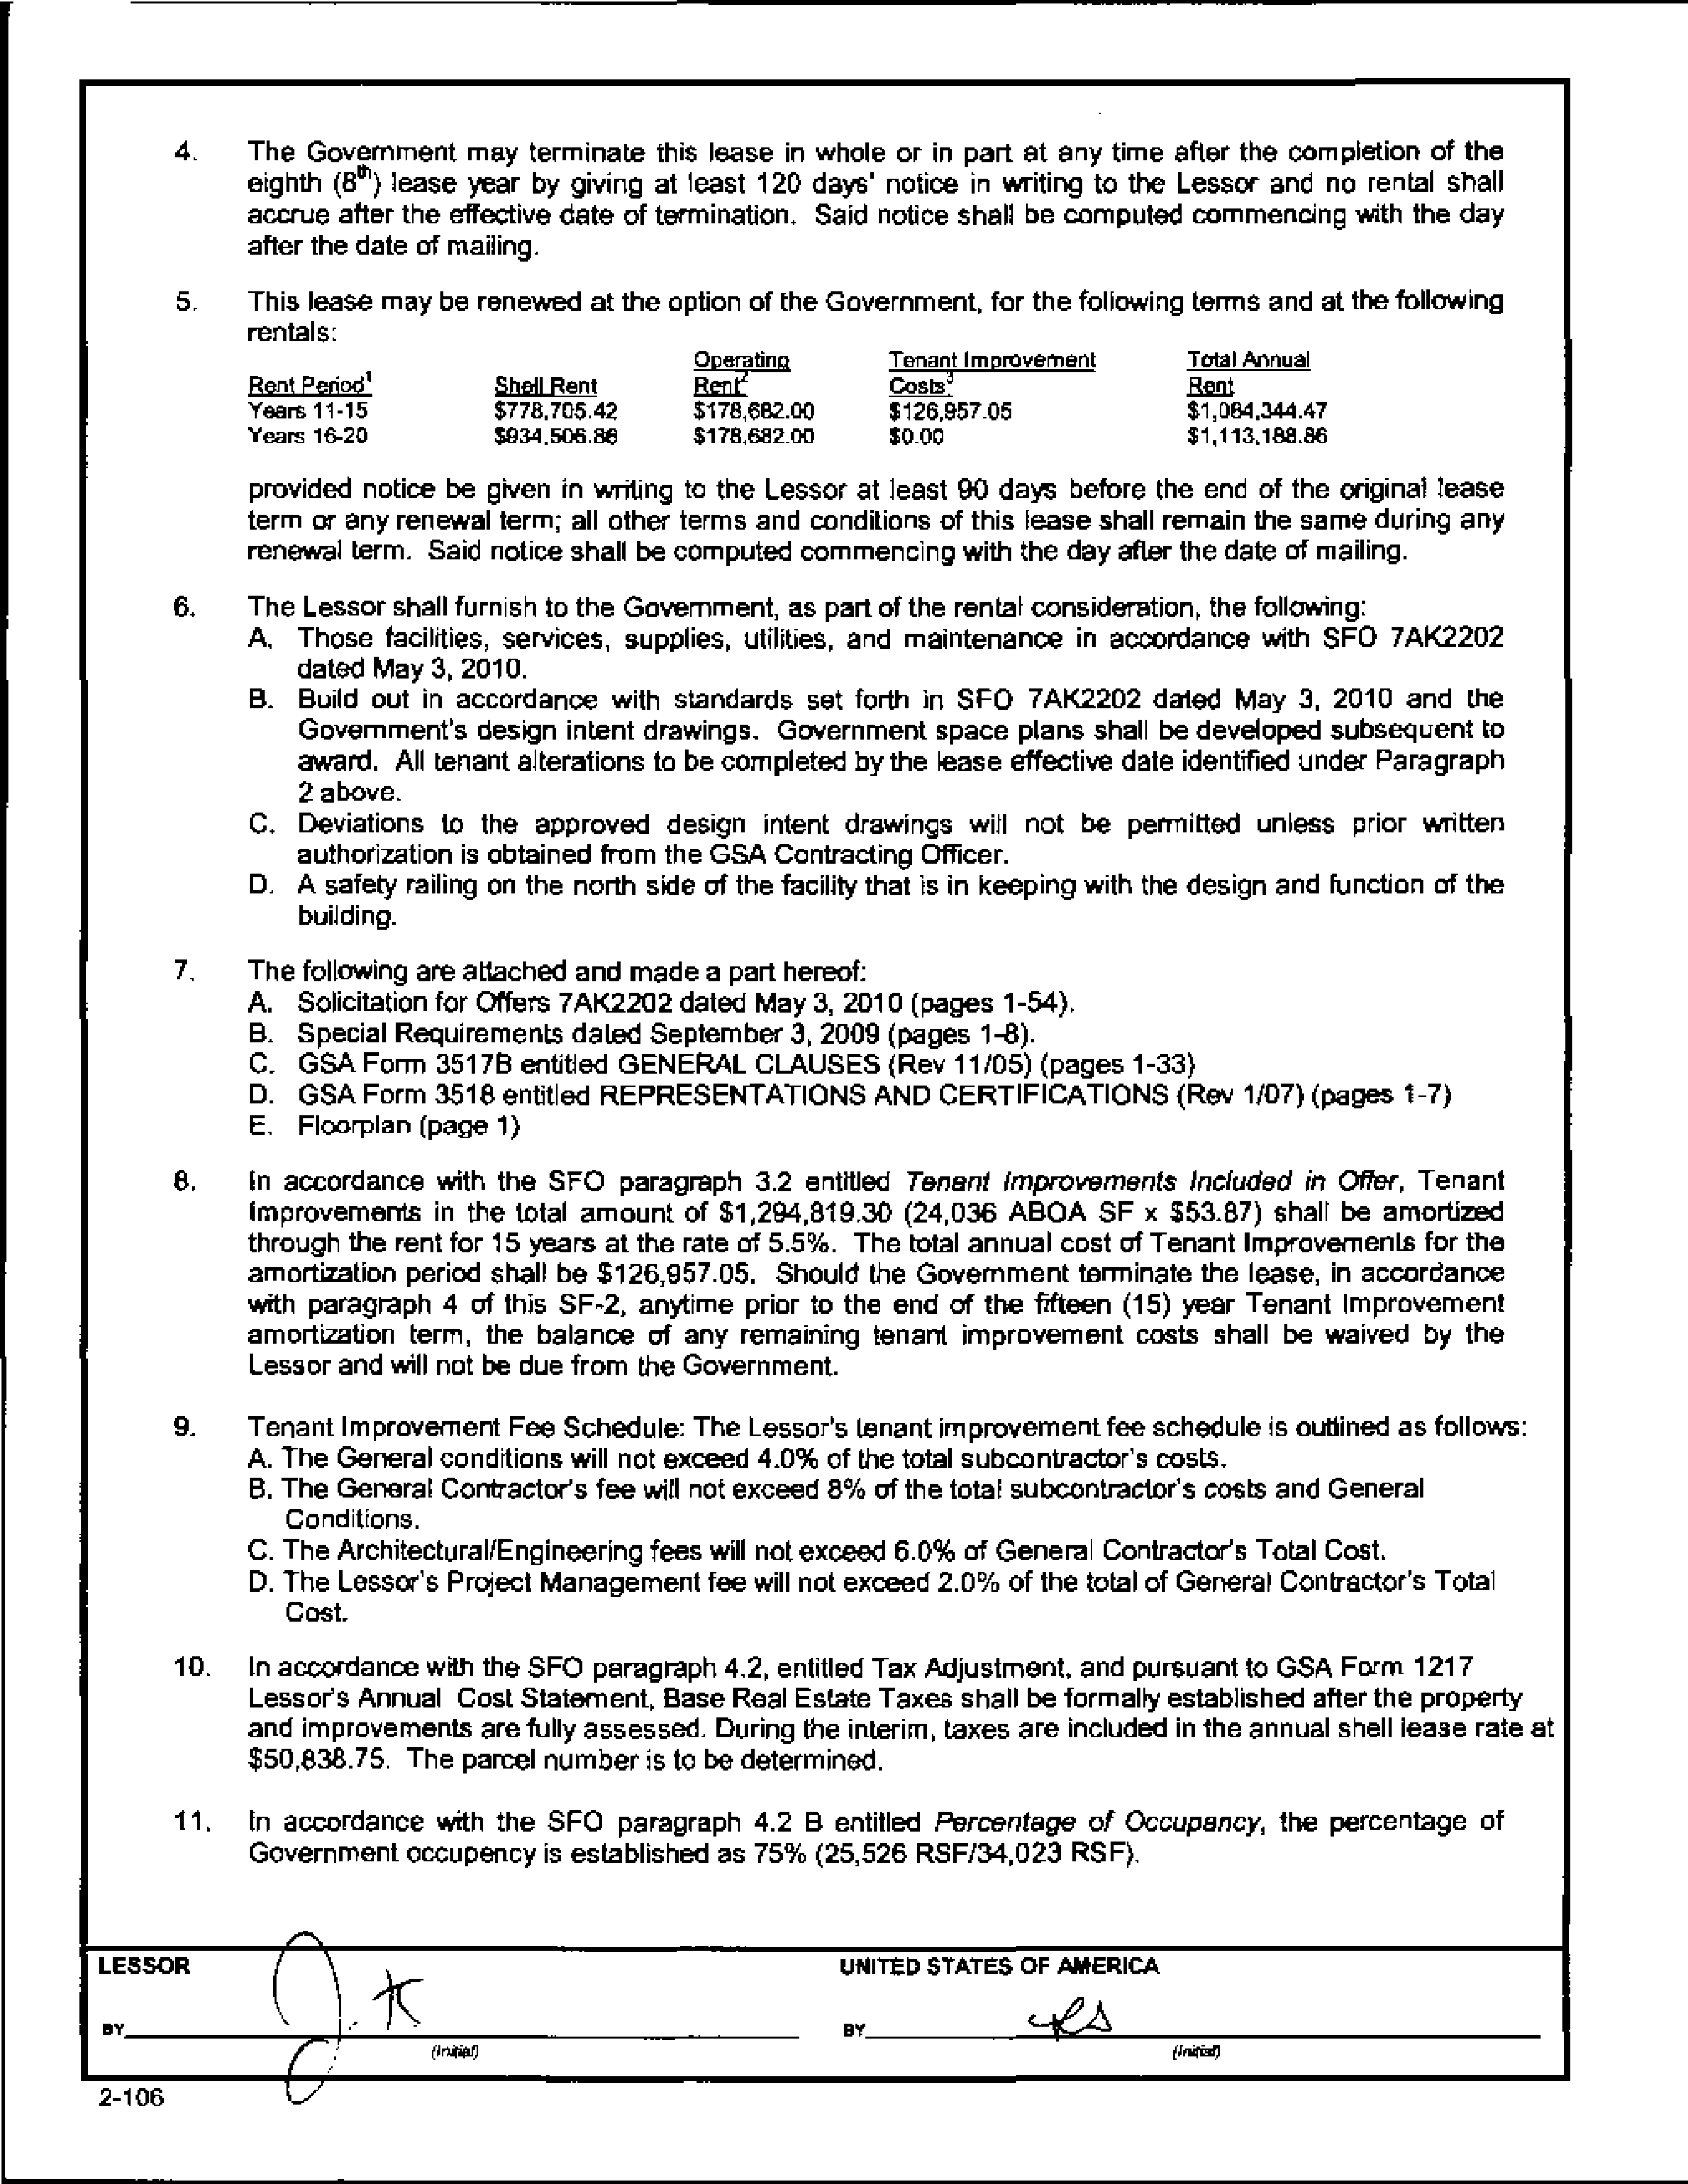 4. The Government may terminate this lease in whole or in part at any time after the completion of the
eighth (8th) lease year by giving at least 120 days' notice in writing to the Lessor and no rental shall
accrue after the effective date of termination. Said notice shall be computed commencing with the day
after the date of mailing.
5. This lease may be renewed at the option of the Government, for the following terms and at the following
rentals:
Operating Tenant Improvement Total Annual
Rent Period1 Shell Rent Rent2 Costs3 Rent
Years 11-15 $778,705.42 $178,682.00 $126,957.05 $1,084,344.47
Years 16-20 $934,506.86 $178,682.00 $0.00 $1,113,188.86
provided notice be given in writing to the Lessor at least 90 days before the end of the original lease
term or any renewal term; all other terms and conditions of this lease shall remain the same during any
renewal term. Said notice shall be computed commencing with the day after the date of mailing.
6. The Lessor shall furnish to the Government, as part of the rental consideration, the following:
A. Those facilities, services, supplies, utilities, and maintenance in accordance with SFO 7AK2202
dated May 3, 2010.
B. Build out in accordance with standards set forth in SFO 7AK2202 dated May 3, 2010 and the
Government's design intent drawings. Government space plans shall be developed subsequent to
award. All tenant alterations to be completed by the lease effective date identified under Paragraph
2 above.
C. Deviations to the approved design intent drawings will not be permitted unless prior written
authorization is obtained from the GSA Contracting Officer.
D. A safety railing on the north side of the facility that is in keeping with the design and function of the
building.
7. The following are attached and made a part hereof:
A. Solicitation for Offers 7AK2202 dated May 3, 2010 (pages 1-54).
B. Special Requirements dated September 3, 2009 (pages 1-8).
C. GSA Form 3517B entitled GENERAL CLAUSES (Rev 11/05) (pages 1-33)
D. GSA Form 3518 entitled REPRESENTATIONS AND CERTIFICATIONS (Rev 1/07) (pages 1-7)
E. Floorplan (page 1)
8. In accordance with the SFO paragraph 3.2 entitled Tenant Improvements Included in Offer, Tenant
Improvements in the total amount of $1,294,819.30 (24,036 ABOA SF x $53.87) shall be amortized
through the rent for 15 years at the rate of 5.5%. The total annual cost of Tenant Improvements for the
amortization period shall be $126,957.05. Should the Government terminate the lease, in accordance
with paragraph 4 of this SF-2, anytime prior to the end of the fifteen (15) year Tenant Improvement
amortization term, the balance of any remaining tenant improvement costs shall be waived by the
Lessor and will not be due from the Government.
9. Tenant Improvement Fee Schedule: The Lessor's tenant improvement fee schedule is outlined as follows:
A. The General conditions will not exceed 4.0% of the total subcontractor's costs.
B. The General Contractor's fee will not exceed 8% of the total subcontractor's costs and General
Conditions.
C. The Architectural/Engineering fees will not exceed 6.0% of General Contractor's Total Cost.
D. The Lessor's Project Management fee will not exceed 2.0% of the total of General Contractor's Total
Cost.
10. In accordance with the SFO paragraph 4.2, entitled Tax Adjustment, and pursuant to GSA Form 1217
Lessor's Annual Cost Statement, Base Real Estate Taxes shall be formally established after the property
and improvements are fully assessed. During the interim, taxes are included in the annual shell lease rate at
$50,838.75. The parcel number is to be determined.
11. In accordance with the SFO paragraph 4.2 B entitled Percentage of Occupancy, the percentage of
Government occupency is established as 75% (25,526 RSF/34,023 RSF).
LESSOR UNITED STATES OF AMERICA
BY BY
(Initial) (Initial)
2-106